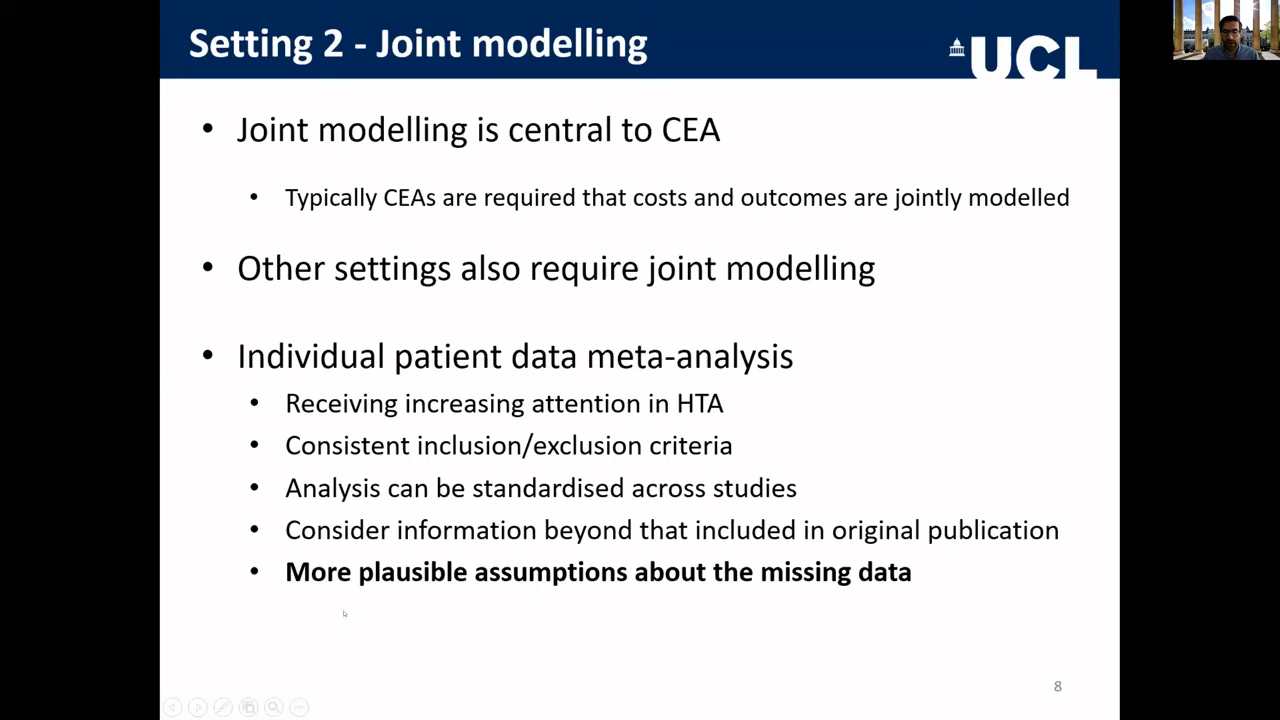 Setting 2 - Joint modelling
UCL
• Joint modelling is central to CEA
• Typically CEAs are required that costs and outcomes are jointly modelled
• Other settings also require joint modelling
• Individual patient data meta-analysis
• Receiving increasing attention in HTA
• Consistent inclusion/exclusion criteria
• Analysis can be standardised across studies
• Consider information beyond that included in original publication
• More plausible assumptions about the missing data
8